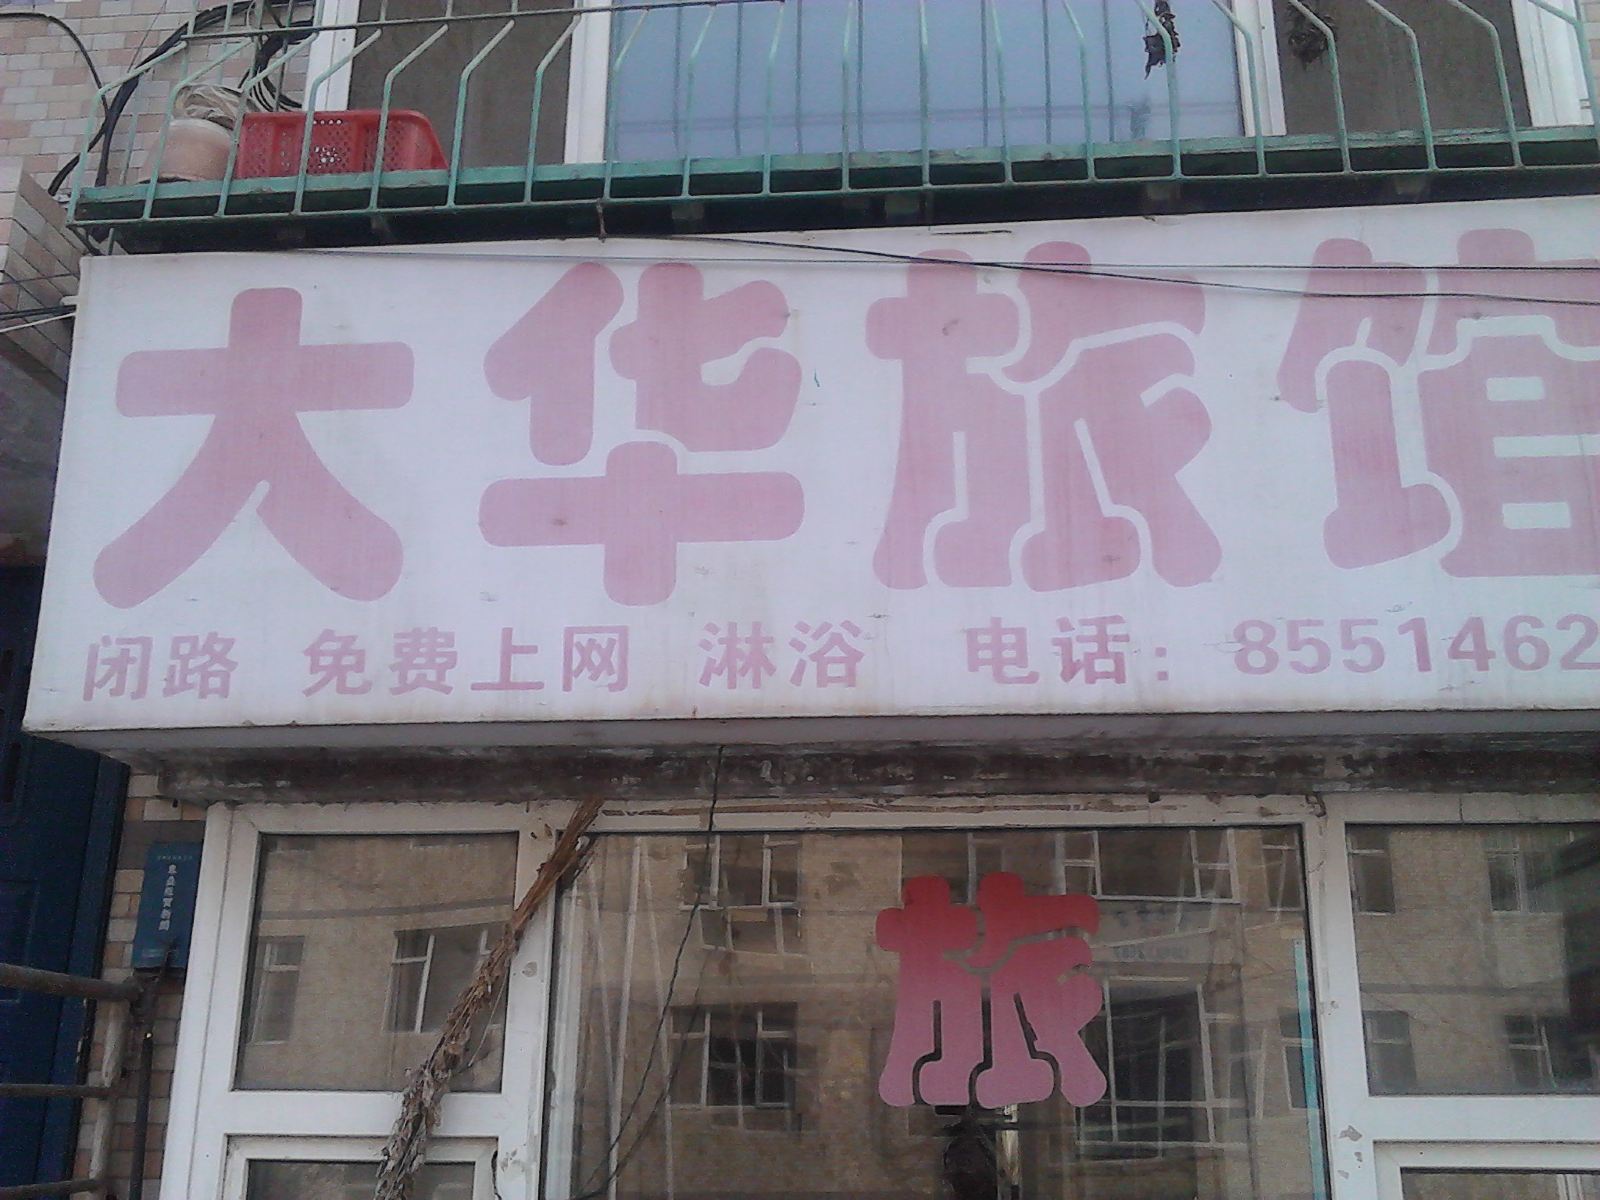 大华旅馆
闭路 免费上网 淋浴 电话：8551462
旅